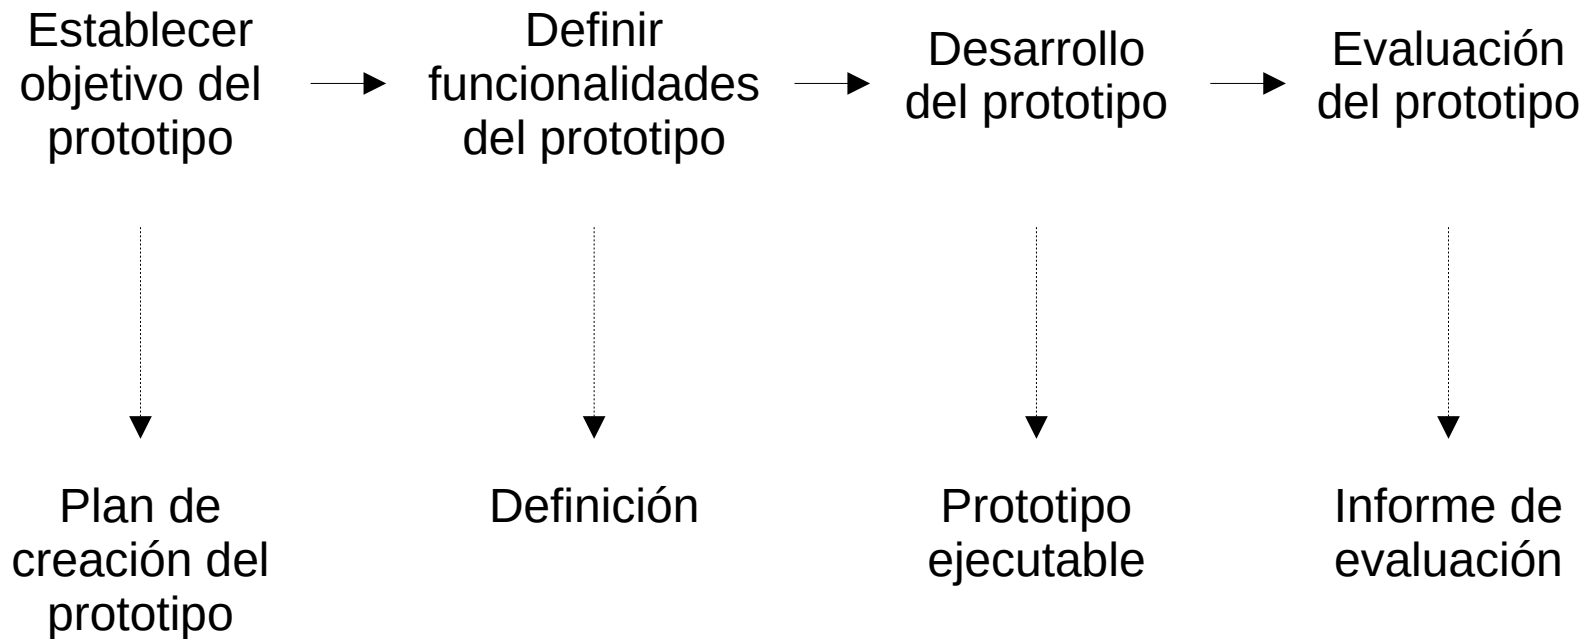 Establecer
objetivo del
prototipo
Definir
funcionalidades
del prototipo
Desarrollo
del prototipo
Evaluación
del prototipo
Plan de
creación del
prototipo
Definición
Prototipo
ejecutable
Informe de
evaluación